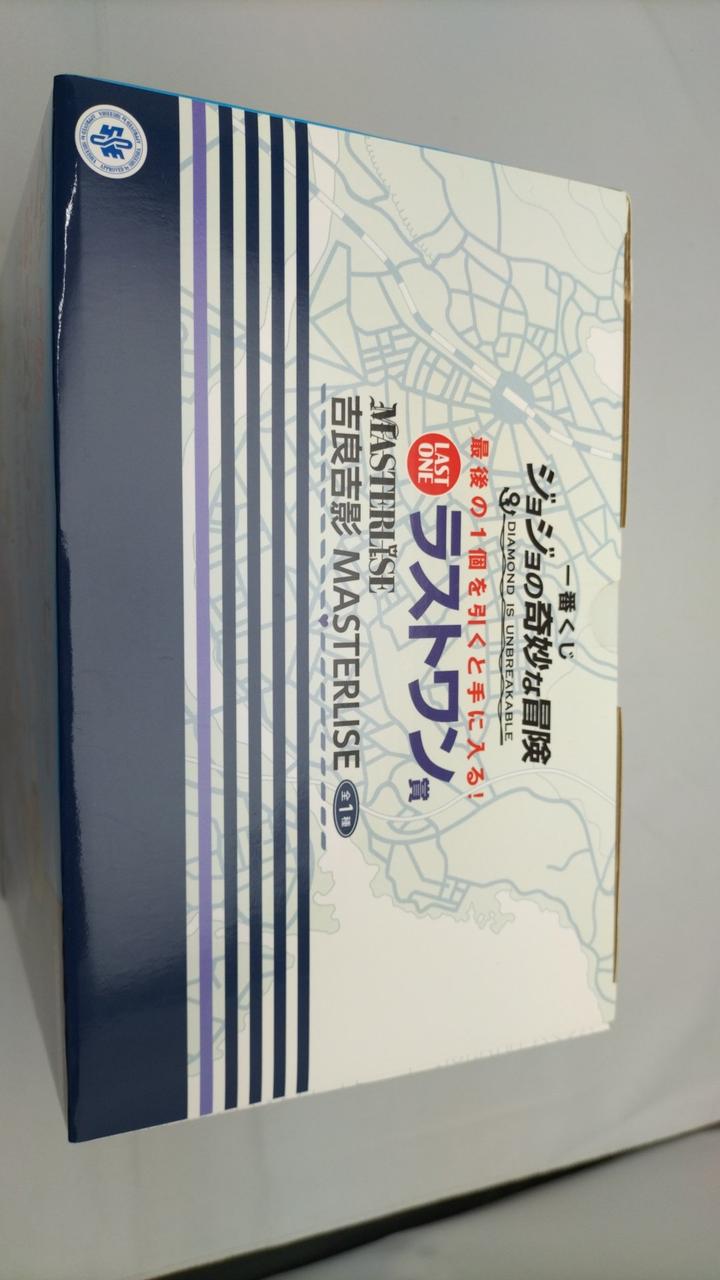 一番くじ
ジョジョの奇妙な冒険
DIAMOND IS UNBREAKABLE
最後の1個を引くと手に入る!
LAST
ONE
ラストワン賞
MASTERLISE
吉良吉影 MASTERLISE 全1種